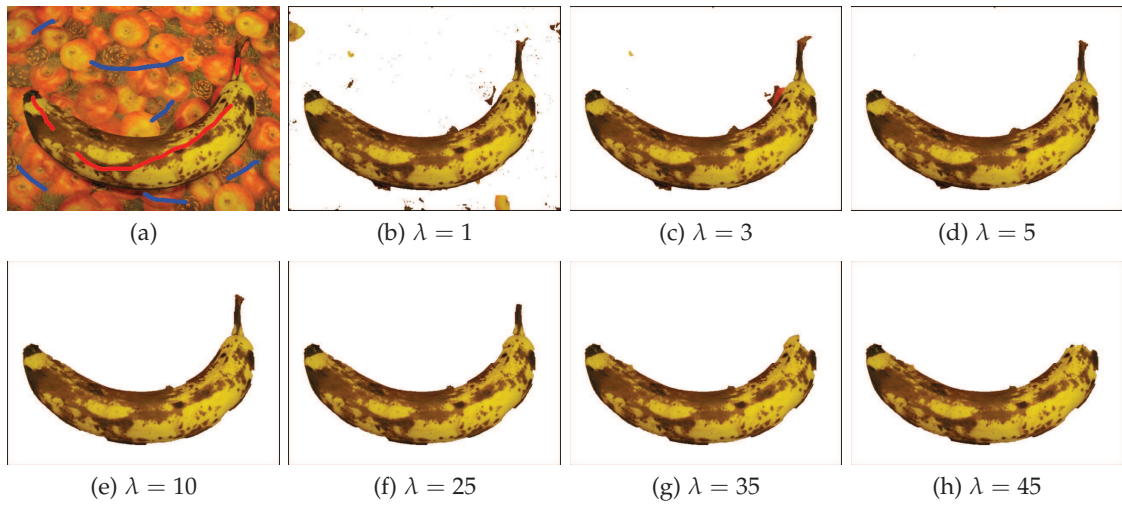 (a)
(b) λ = 1
(c) λ = 3
(d) λ = 5
(e) λ = 10
(f) λ = 25
(g) λ = 35
(h) λ = 45